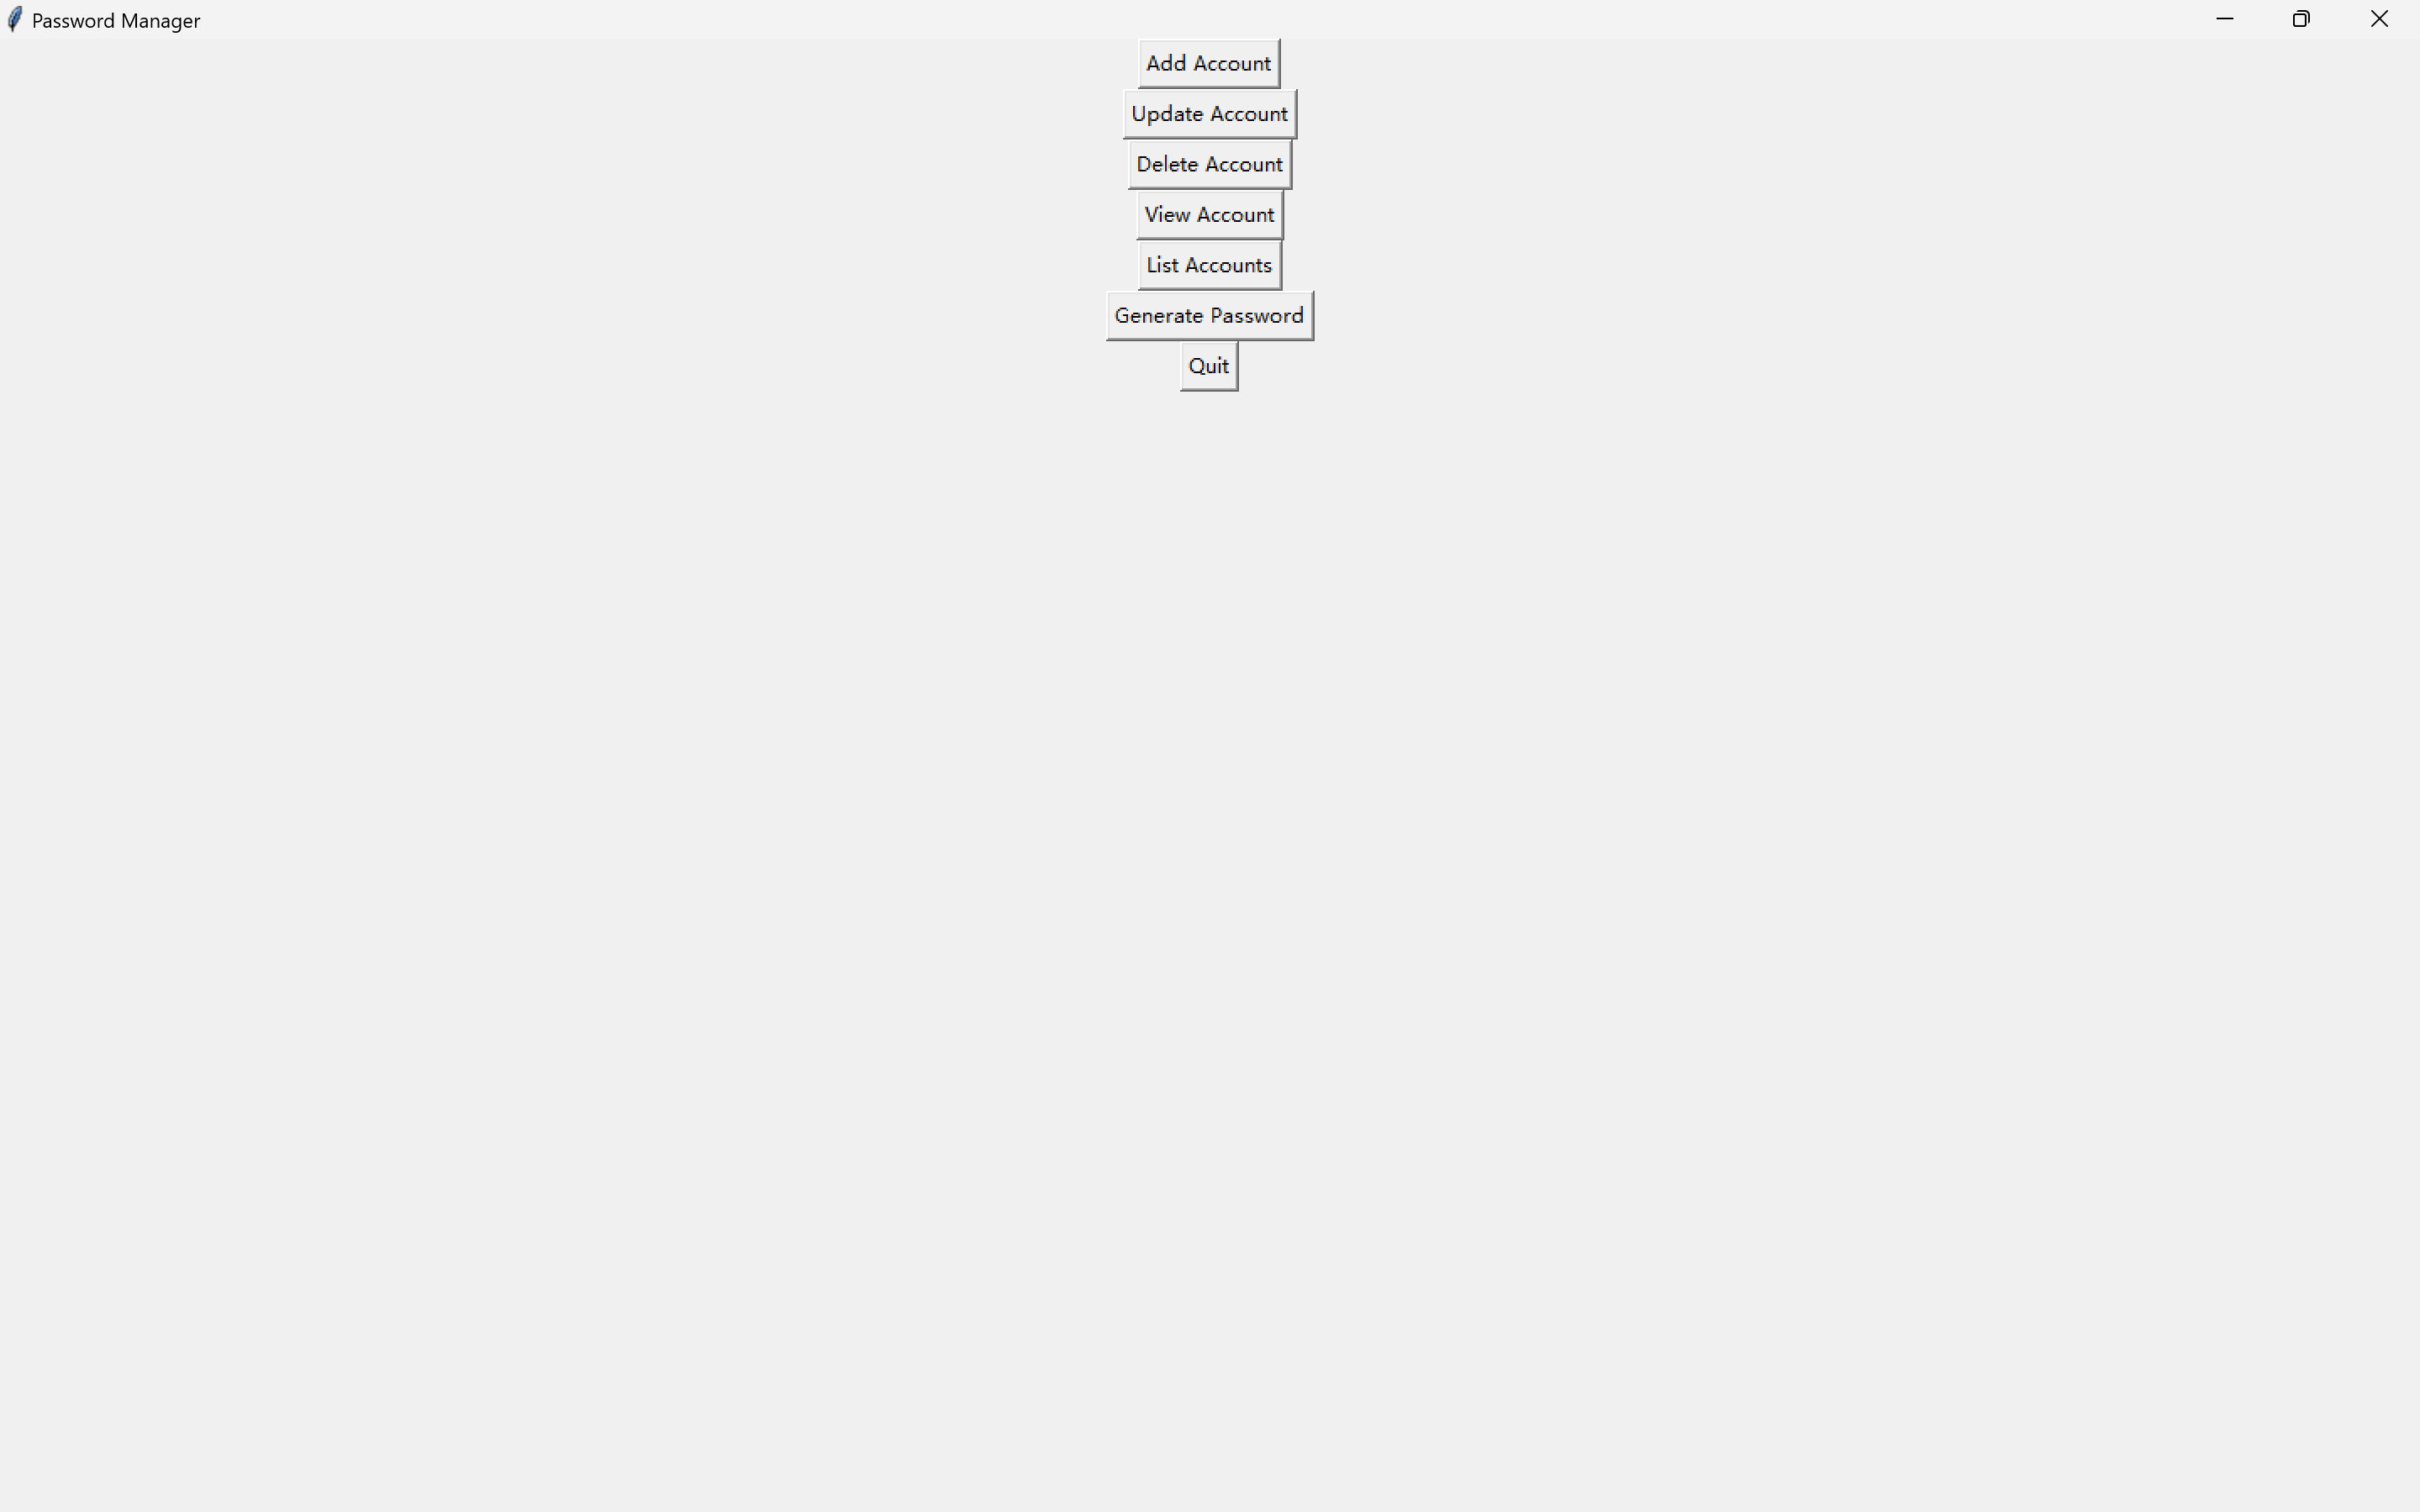 Password Manager
Add Account
Update Account
Delete Account
View Account
List Accounts
Generate Password
Quit